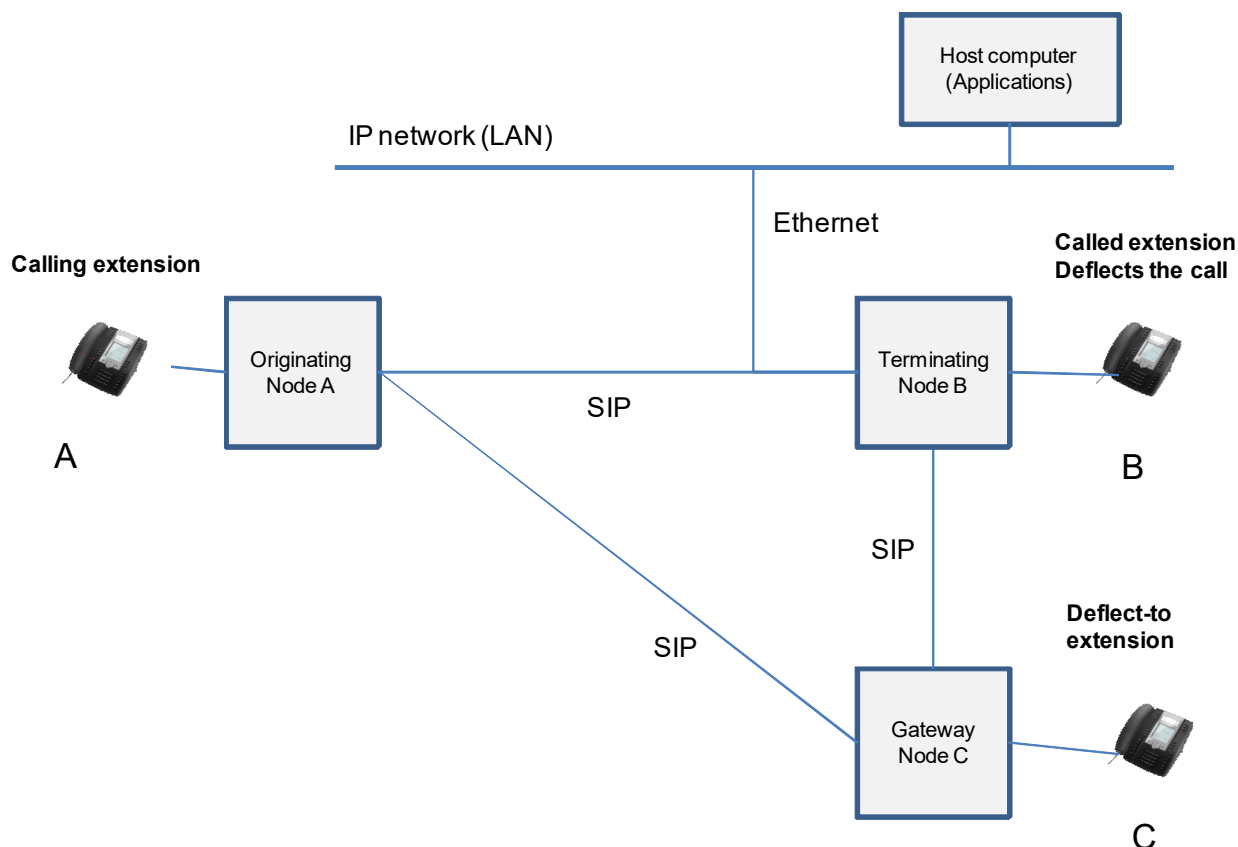 Host computer
(Applications)
IP network (LAN)
Ethernet
Called extension
Deflects the call
Calling extension
Originating
Node A
Terminating
Node B
SIP
A
B
SIP
Deflect-to
extension
SIP
Gateway
Node C
C